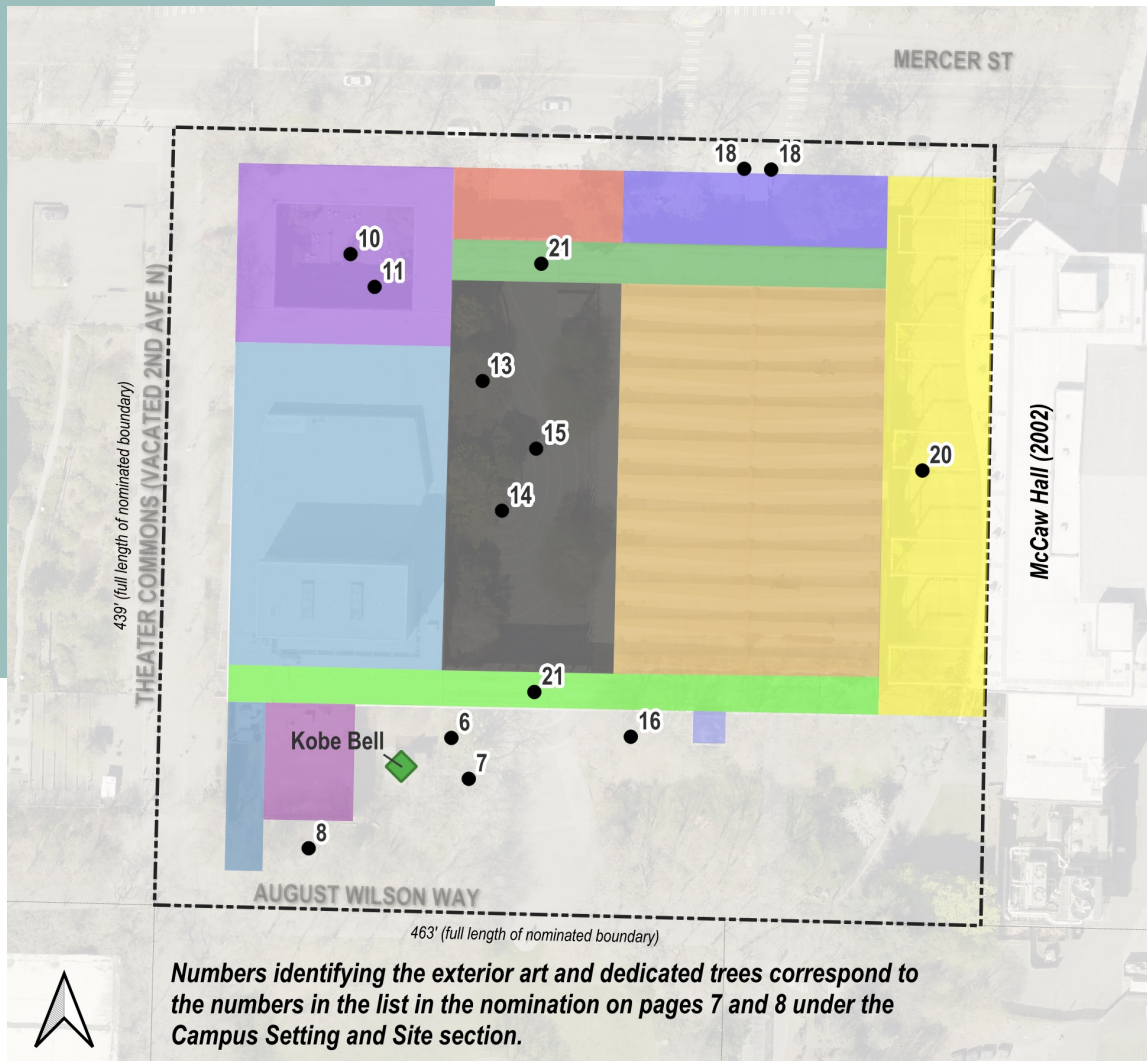 MERCER ST
18
18
10
21
11
13
15
20
14
THEATER COMMONS (VACATED 2ND AVE N)
439' (full length of nominated boundary)
McCaw Hall (2002)
21
6
16
Kobe Bell
7
8
AUGUST WILSON WAY
463' (full length of nominated boundary)
Numbers identifying the exterior art and dedicated trees correspond to
the numbers in the list in the nomination on pages 7 and 8 under the
Campus Setting and Site section.